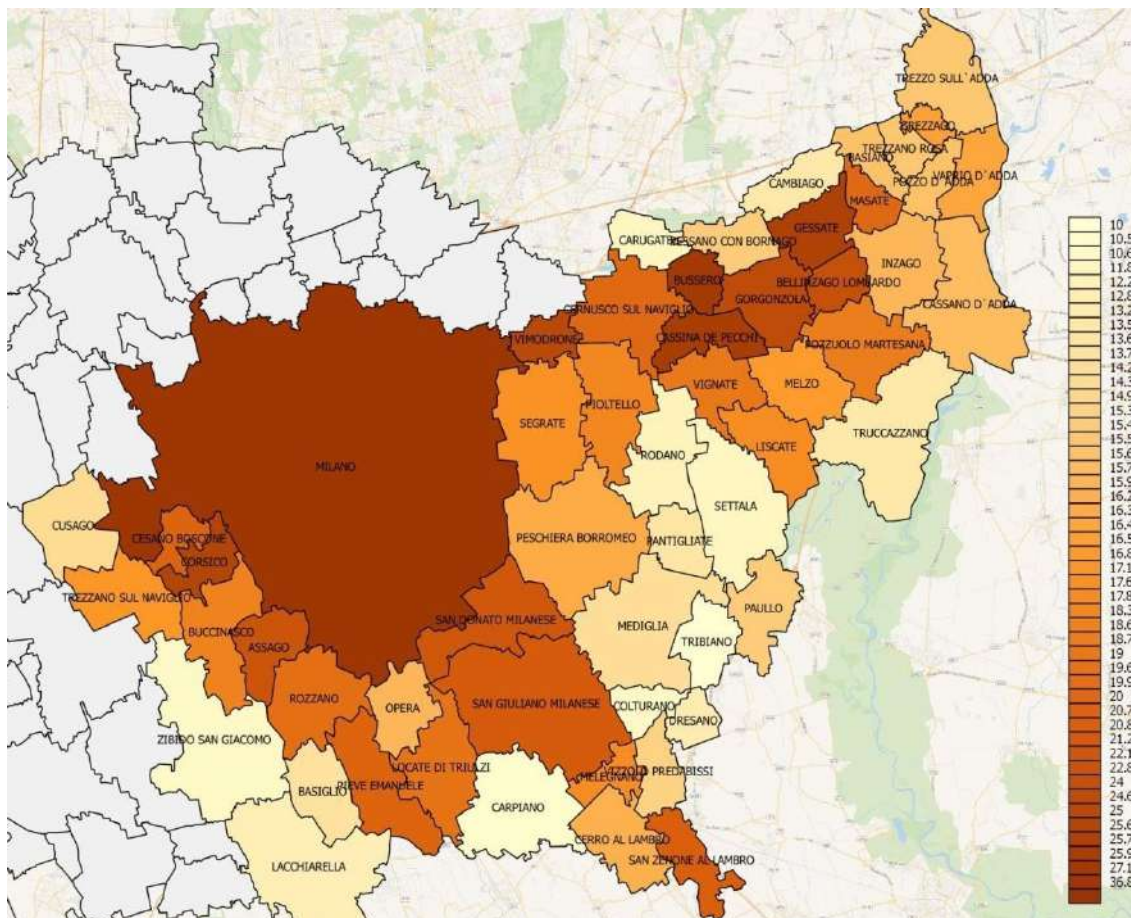 TREZZO SULL`ADDA
GREZZAGO
TREZZANO ROSA
BASIANO
VAPRIO D`ADDA
POZZO D`ADDA
CAMBIAGO
MASATE
GESSATE
CARUGATE
PESSANO CON BORNAGO
INZAGO
BUSSERO
BELLINZAGO LOMBARDO
GORGONZOLA
CASSANO D`ADDA
CERNUSCO SUL NAVIGLIO
VIMODRONE
CASSINA DE PECCHI
POZZUOLO MARTESANA
VIGNATE
MELZO
PIOLTELLO
SEGRATE
TRUCCAZZANO
LISCATE
RODANO
MILANO
SETTALA
CUSAGO
CESANO BOSCONE
PESCHIERA BORROMEO
PANTIGLIATE
CORSICO
TREZZANO SUL NAVIGLIO
PAULLO
SAN DONATO MILANESE
MEDIGLIA
BUCCINASCO
TRIBIANO
ASSAGO
ROZZANO
OPERA
SAN GIULIANO MILANESE
COLTURANO
DRESANO
ZIBIDO SAN GIACOMO
LOCATE DI TRIULZI
VIZZOLO PREDABISSI
MELEGNANO
PIEVE EMANUELE
BASIGLIO
CARPIANO
CERRO AL LAMBRO
SAN ZENONE AL LAMBRO
LACCHIARELLA
10
10.5
10.6
11.2
12.8
13.2
13.5
13.6
13.7
14.2
14.3
14.9
15.3
15.4
15.5
15.6
15.7
15.9
16.2
16.3
16.4
16.5
16.8
17.1
17.8
18.3
18.6
18.7
19
19.6
19.9
20
20.7
20.8
21.2
22.1
22.8
24
24.6
25
25.6
25.7
25.9
27.1
36.8